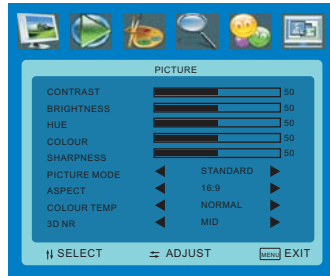 PICTURE
CONTRAST 50
BRIGHTNESS 50
HUE 50
COLOUR 50
SHARPNESS
PICTURE MODE STANDARD
ASPECT 16:9
COLOUR TEMP NORMAL
3D NR MID
SELECT ADJUST MENU EXIT